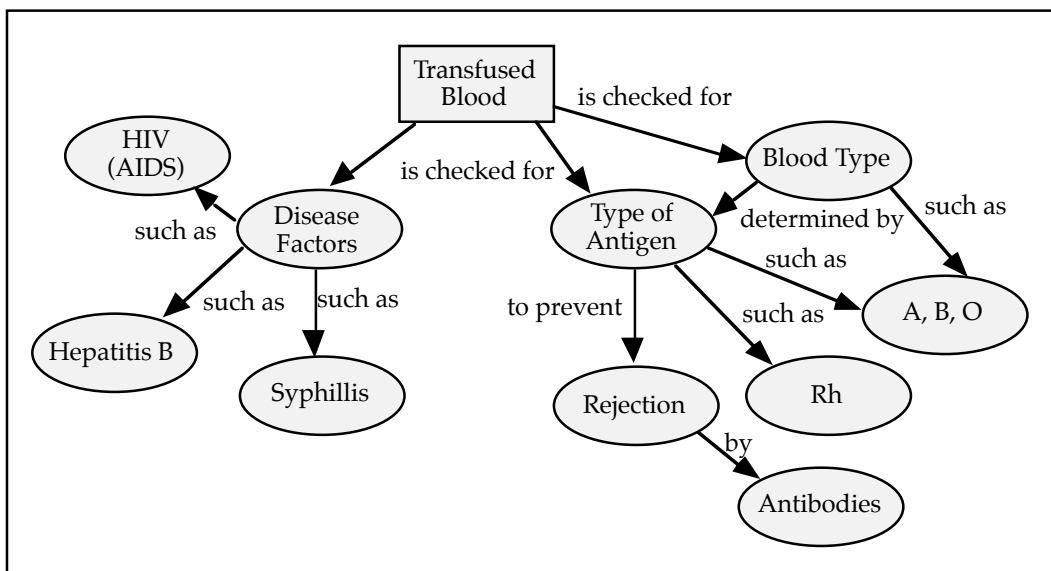 Transfused
Blood
is checked for
HIV
(AIDS)
Blood Type
is checked for
Disease
Factors
Type of
Antigen
determined by
such as
such as
such as
such as
such as
to prevent
such as
A, B, O
Hepatitis B
Syphillis
Rejection
Rh
by
Antibodies